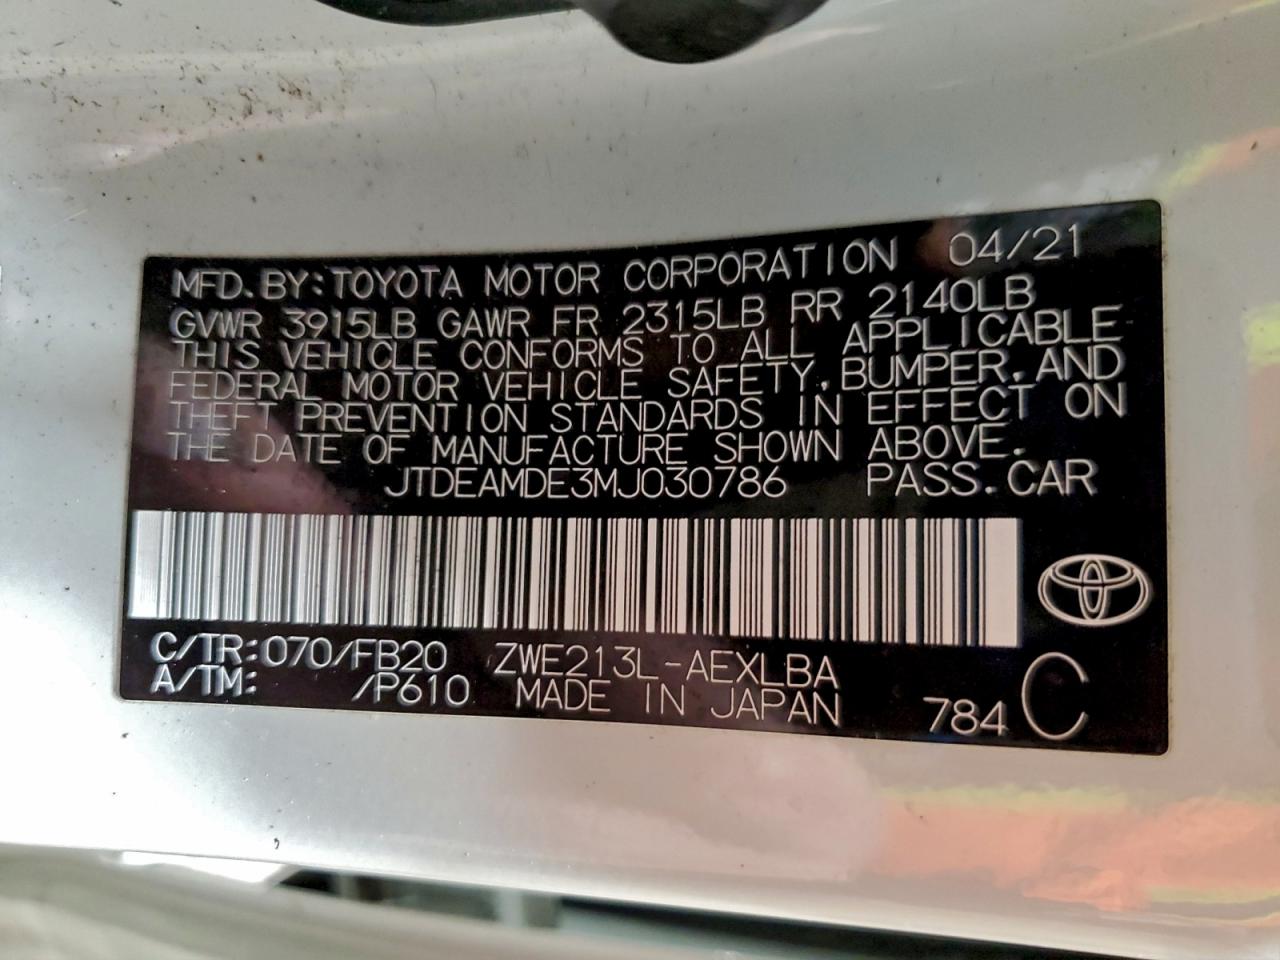 MFD. BY: TOYOTA MOTOR CORPORATION 04/21
GVWR 3915LB GAWR FR 2315LB RR 2140LB
THIS VEHICLE CONFORMS TO ALL APPLICABLE
FEDERAL MOTOR VEHICLE SAFETY, BUMPER, AND
THEFT PREVENTION STANDARDS IN EFFECT ON
THE DATE OF MANUFACTURE SHOWN ABOVE.
JTDEAMDE3MJ030786 PASS. CAR
C/TR: 070/FB20 ZWE213L-AEXLBA
A/TM: /P610 MADE IN JAPAN 784 C